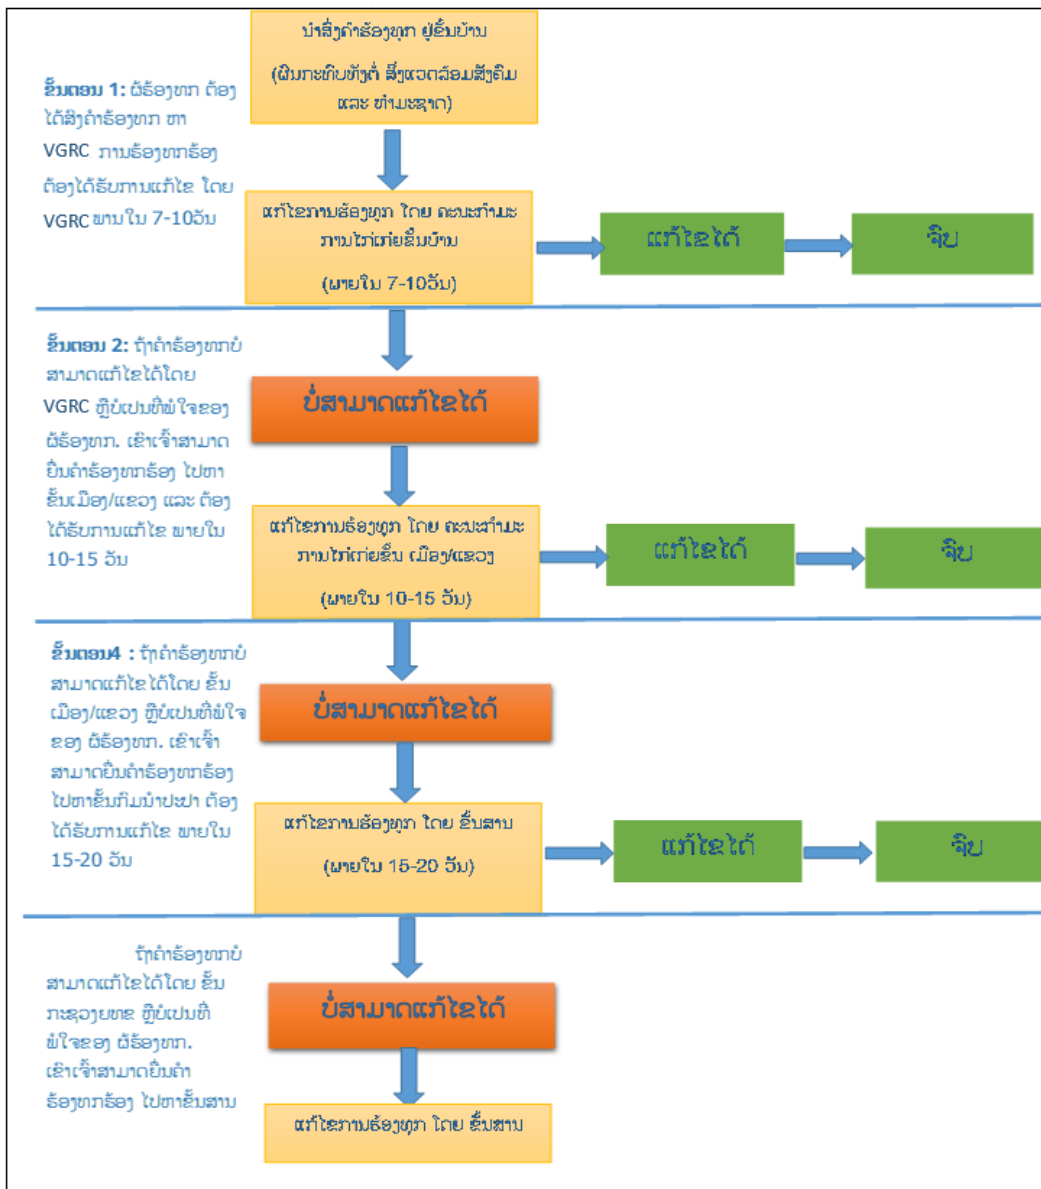 ນຳສົ່ງຄຳຮ້ອງທຸກ ຢູ່ຂັ້ນບ້ານ
(ຜົນກະທົບທັງຕໍ່ ສິ່ງແວດລ້ອມສັງຄົມ
ແລະ ທຳມະຊາດ)
ຂັ້ນຕອນ 1: ຜູ້ຮ້ອງທຸກ ຕ້ອງ
ໄດ້ສົ່ງຄຳຮ້ອງທຸກ ຫາ
VGRC ການຮ້ອງທຸກຮ້ອງ
ຕ້ອງໄດ້ຮັບການແກ້ໄຂ ໂດຍ
VGRC ພານໃນ 7-10ວັນ
ແກ້ໄຂການຮ້ອງທຸກ ໂດຍ ຄະນະກຳມະ
ການໄກ່ເກ່ຍຂັ້ນບ້ານ
(ພາຍໃນ 7-10ວັນ)
ແກ້ໄຂໄດ້
ຈົບ
ຂັ້ນຕອນ 2: ຖ້າຄຳຮ້ອງທຸກບໍ່
ສາມາດແກ້ໄຂໄດ້ໂດຍ
VGRC ຫຼືບໍ່ເປັນທີ່ພໍໃຈຂອງ
ຜູ້ຮ້ອງທຸກ. ເຂົາເຈົ້າສາມາດ
ຍື່ນຄຳຮ້ອງທຸກຮ້ອງ ໄປຫາ
ຂັ້ນເມືອງ/ແຂວງ ແລະ ຕ້ອງ
ໄດ້ຮັບການແກ້ໄຂ ພາຍໃນ
10-15 ວັນ
ບໍ່ສາມາດແກ້ໄຂໄດ້
ແກ້ໄຂການຮ້ອງທຸກ ໂດຍ ຄະນະກຳມະ
ການໄກ່ເກ່ຍຂັ້ນ ເມືອງ/ແຂວງ
(ພາຍໃນ 10-15 ວັນ)
ແກ້ໄຂໄດ້
ຈົບ
ຂັ້ນຕອນ4 : ຖ້າຄຳຮ້ອງທຸກບໍ່
ສາມາດແກ້ໄຂໄດ້ໂດຍ ຂັ້ນ
ເມືອງ/ແຂວງ ຫຼືບໍ່ເປັນທີ່ພໍໃຈ
ຂອງ ຜູ້ຮ້ອງທຸກ. ເຂົາເຈົ້າ
ສາມາດຍື່ນຄຳຮ້ອງທຸກຮ້ອງ
ໄປຫາຂັ້ນກົມນ້ຳປະປາ ຕ້ອງ
ໄດ້ຮັບການແກ້ໄຂ ພາຍໃນ
15-20 ວັນ
ບໍ່ສາມາດແກ້ໄຂໄດ້
ແກ້ໄຂການຮ້ອງທຸກ ໂດຍ ຂັ້ນສານ
(ພາຍໃນ 15-20 ວັນ)
ແກ້ໄຂໄດ້
ຈົບ
ຖ້າຄຳຮ້ອງທຸກບໍ່
ສາມາດແກ້ໄຂໄດ້ໂດຍ ຂັ້ນ
ກະຊວງຍທຂ ຫຼືບໍ່ເປັນທີ່
ພໍໃຈຂອງ ຜູ້ຮ້ອງທຸກ.
ເຂົາເຈົ້າສາມາດຍື່ນຄຳ
ຮ້ອງທຸກຮ້ອງ ໄປຫາຂັ້ນສານ
ບໍ່ສາມາດແກ້ໄຂໄດ້
ແກ້ໄຂການຮ້ອງທຸກ ໂດຍ ຂັ້ນສານ